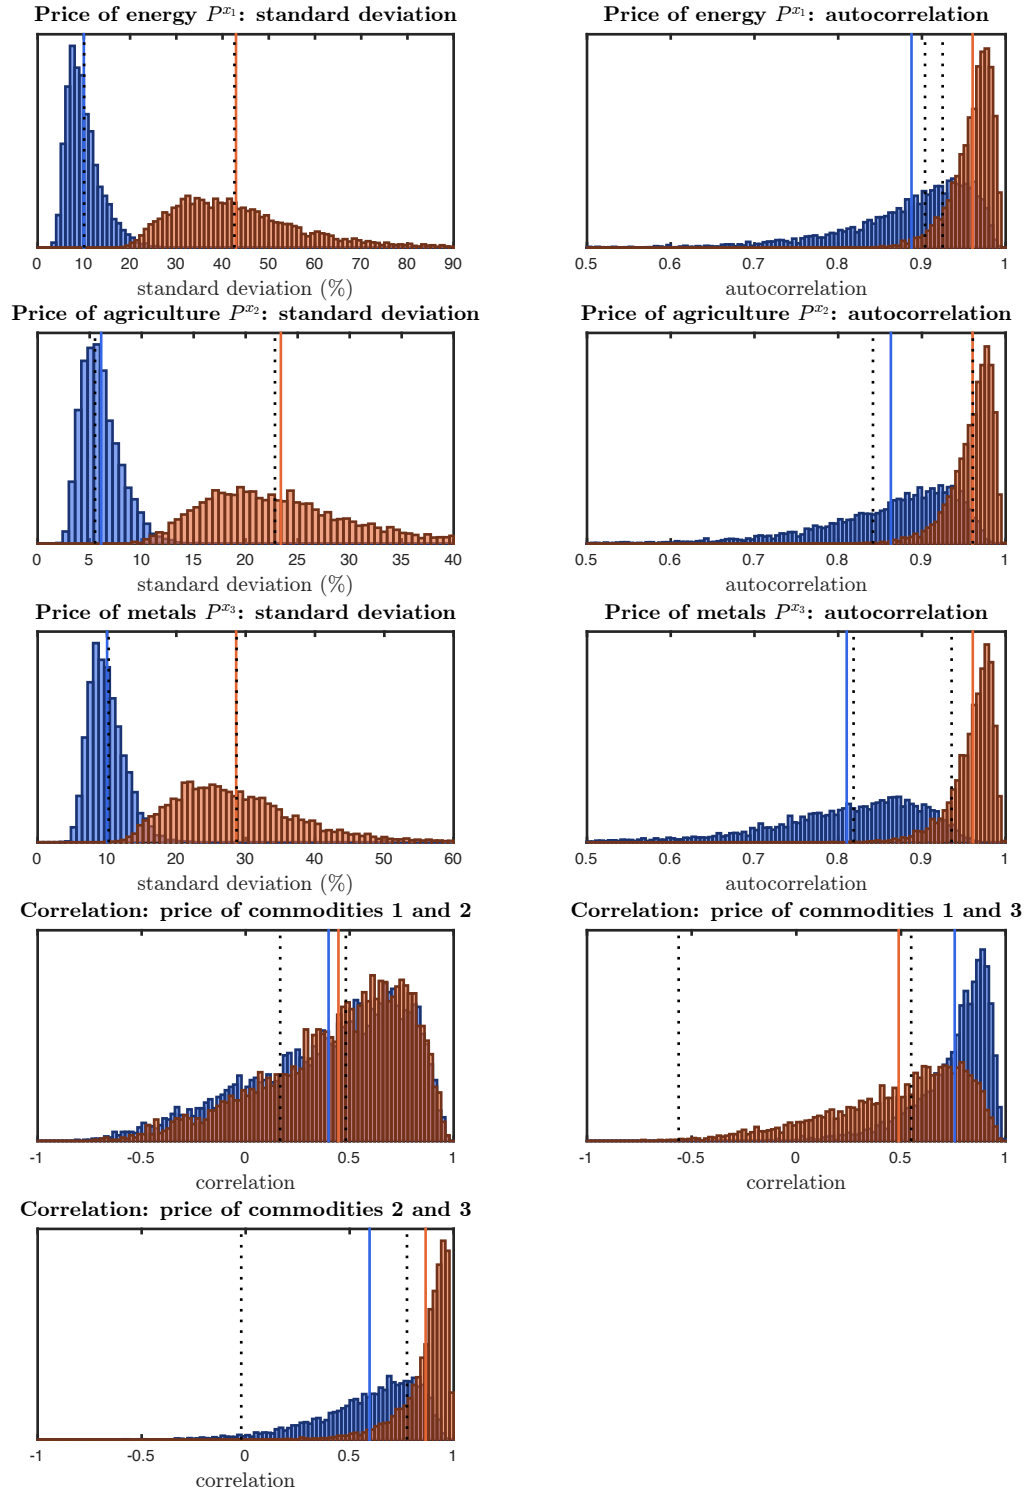 Price of energy P^{x_1}: standard deviation
0 10 20 30 40 50 60 70 80 90
standard deviation (%)
Price of energy P^{x_1}: autocorrelation
0.5 0.6 0.7 0.8 0.9 1
autocorrelation
Price of agriculture P^{x_2}: standard deviation
0 5 10 15 20 25 30 35 40
standard deviation (%)
Price of agriculture P^{x_2}: autocorrelation
0.5 0.6 0.7 0.8 0.9 1
autocorrelation
Price of metals P^{x_3}: standard deviation
0 10 20 30 40 50 60
standard deviation (%)
Price of metals P^{x_3}: autocorrelation
0.5 0.6 0.7 0.8 0.9 1
autocorrelation
Correlation: price of commodities 1 and 2
-1 -0.5 0 0.5 1
correlation
Correlation: price of commodities 1 and 3
-1 -0.5 0 0.5 1
correlation
Correlation: price of commodities 2 and 3
-1 -0.5 0 0.5 1
correlation